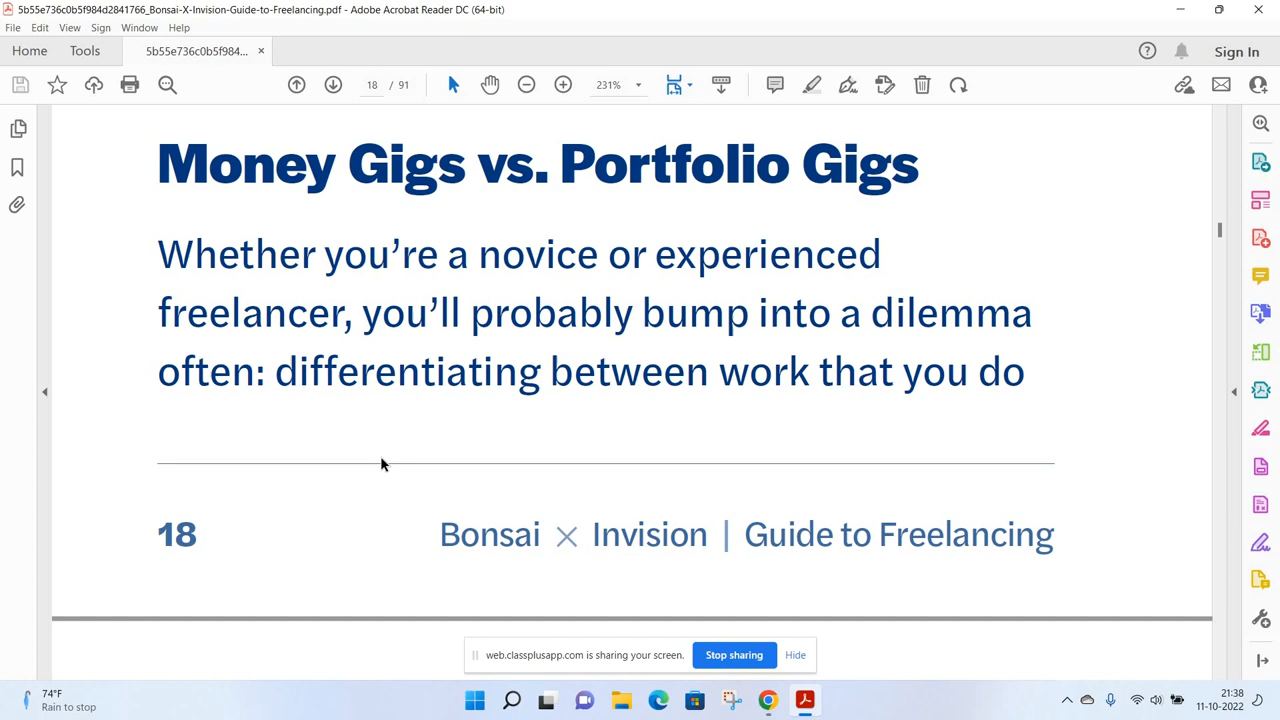 5b55e736c0b5f984d2841766_Bonsai-X-Invision-Guide-to-Freelancing.pdf - Adobe Acrobat Reader DC (64-bit)
File Edit View Sign Window Help
Home Tools 5b55e736c0b5f984... × Sign In
18 / 91 231%
Money Gigs vs. Portfolio Gigs
Whether you’re a novice or experienced
freelancer, you’ll probably bump into a dilemma
often: differentiating between work that you do
18 Bonsai × Invision | Guide to Freelancing
web.classplusapp.com is sharing your screen. Stop sharing Hide
74°F
Rain to stop
21:38
11-10-2022